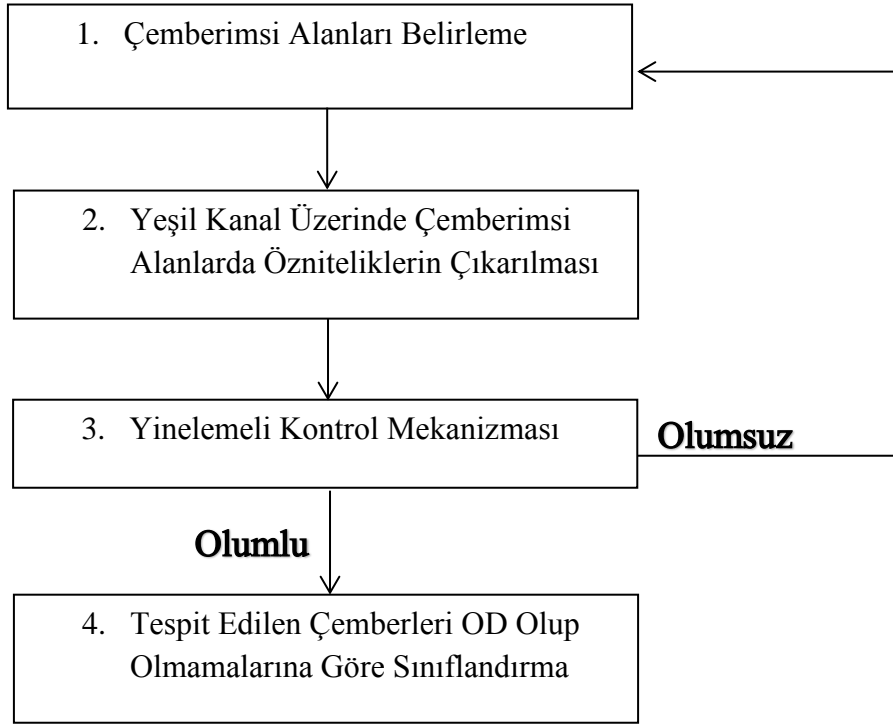 1. Çemberimsi Alanları Belirleme
2. Yeşil Kanal Üzerinde Çemberimsi
Alanlarda Özniteliklerin Çıkarılması
3. Yinelemeli Kontrol Mekanizması
Olumsuz
Olumlu
4. Tespit Edilen Çemberleri OD Olup
Olmamalarına Göre Sınıflandırma